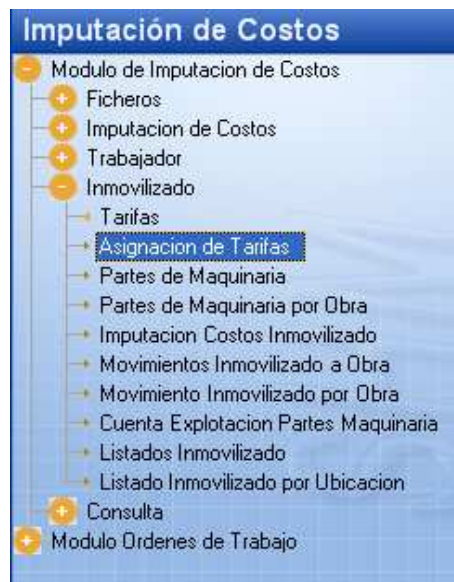 Imputación de Costos
Modulo de Imputacion de Costos
Ficheros
Imputacion de Costos
Trabajador
Inmovilizado
Tarifas
Asignacion de Tarifas
Partes de Maquinaria
Partes de Maquinaria por Obra
Imputacion Costos Inmovilizado
Movimientos Inmovilizado a Obra
Movimiento Inmovilizado por Obra
Cuenta Explotacion Partes Maquinaria
Listados Inmovilizado
Listado Inmovilizado por Ubicacion
Consulta
Modulo Ordenes de Trabajo